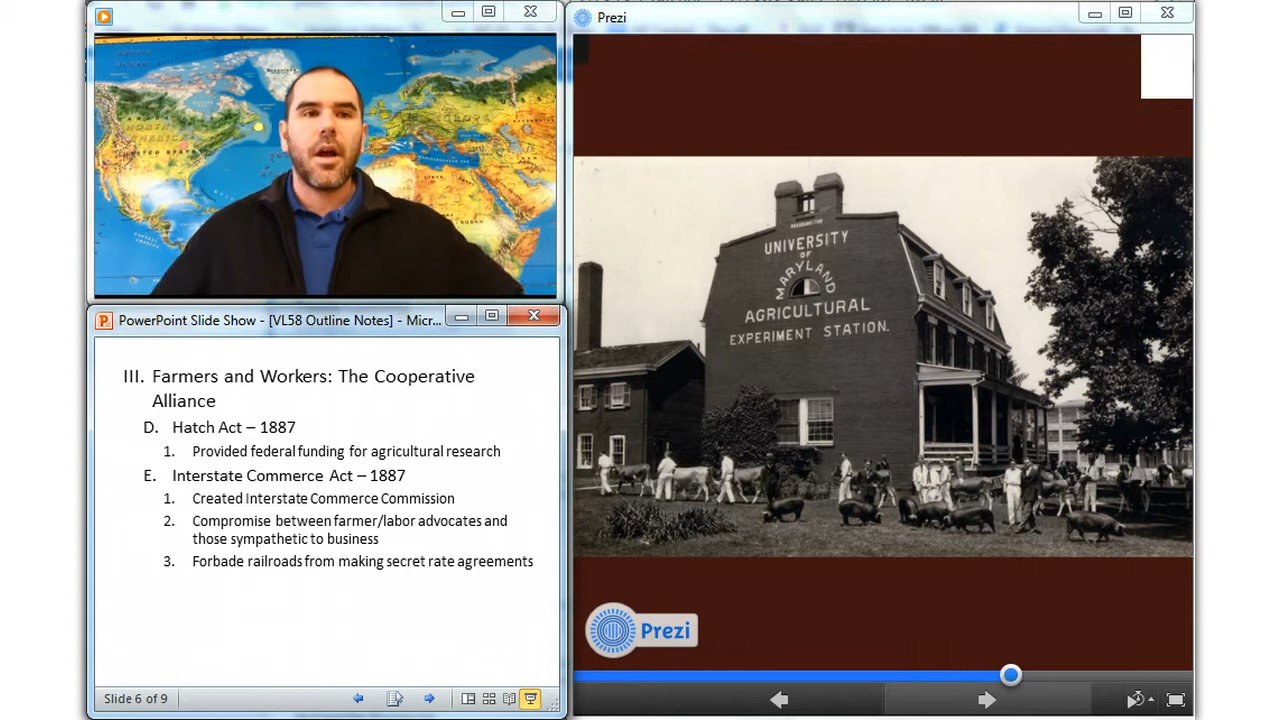 Prezi
UNIVERSITY
OF
MARYLAND
AGRICULTURAL
EXPERIMENT STATION.
PowerPoint Slide Show - [VL58 Outline Notes] - Micr...
III. Farmers and Workers: The Cooperative
Alliance
D. Hatch Act – 1887
1. Provided federal funding for agricultural research
E. Interstate Commerce Act – 1887
1. Created Interstate Commerce Commission
2. Compromise between farmer/labor advocates and
those sympathetic to business
3. Forbade railroads from making secret rate agreements
Slide 6 of 9
Prezi